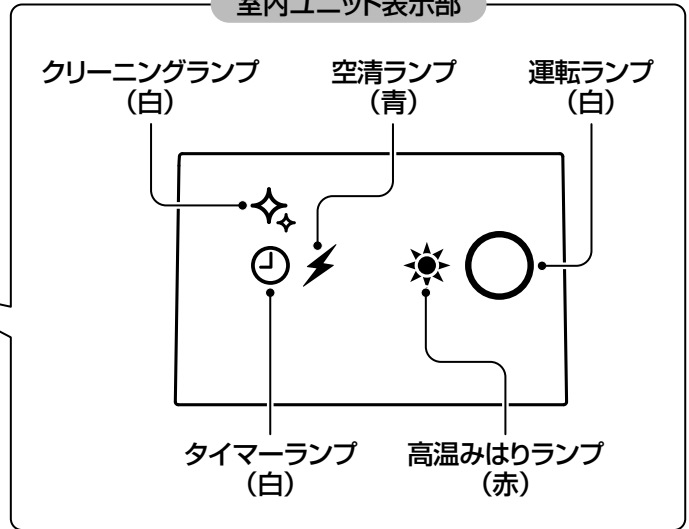 室内ユニット表示部
クリーニングランプ
（白）
空清ランプ
（青）
運転ランプ
（白）
タイマーランプ
（白）
高温みはりランプ
（赤）